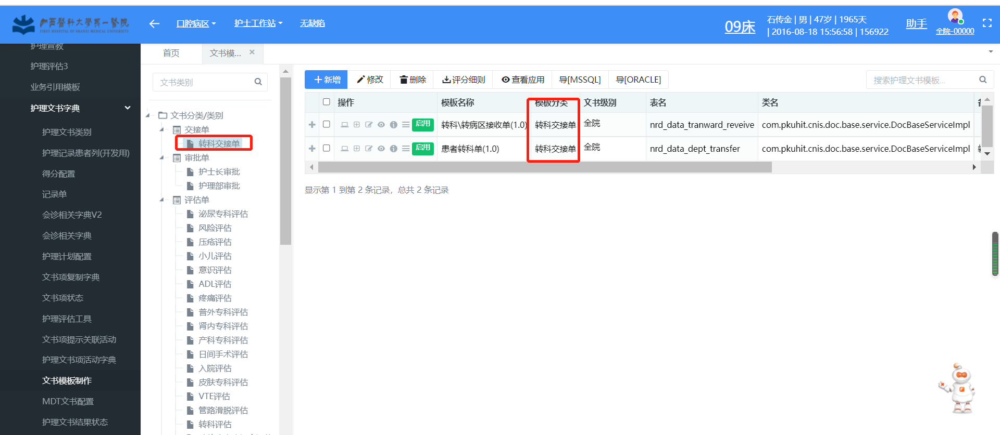 山西醫科大學第一醫院
FIRST HOSPITAL OF SHANXI MEDICAL UNIVERSITY
口腔病区
护士工作站
无缺陷
09床
石传金 | 男 | 47岁 | 1965天
| 2016-08-18 15:56:58 | 156922
助手
全院-00000
护理宣教
护理评估3
业务引用模板
护理文书字典
护理文书类别
护理记录患者列(开发用)
得分配置
记录单
会诊相关字典V2
会诊相关字典
护理计划配置
文书项复制字典
文书项状态
护理评估工具
文书项提示关联活动
护理文书项活动字典
文书模板制作
MDT文书配置
护理文书结果状态
首页
文书模...
文书类别
文书分类/类别
交接单
转科交接单
审批单
护士长审批
护理部审批
评估单
泌尿专科评估
风险评估
压疮评估
小儿评估
意识评估
ADL评估
疼痛评估
普外专科评估
肾内专科评估
产科专科评估
日间手术评估
入院评估
皮肤专科评估
VTE评估
管路滑脱评估
转科评估
新增 修改 删除 评分细则 查看应用 导[MSSQL] 导[ORACLE]
搜索护理文书模板...
操作 模板名称 模板分类 文书级别 表名 类名
启用 转科\转病区接收单(1.0) 转科交接单 全院 nrd_data_tranward_reveive com.pkuhit.cnis.doc.base.service.DocBaseServiceImpl
启用 患者转科单(1.0) 转科交接单 全院 nrd_data_dept_transfer com.pkuhit.cnis.doc.base.service.DocBaseServiceImpl
显示第 1 到第 2 条记录，总共 2 条记录